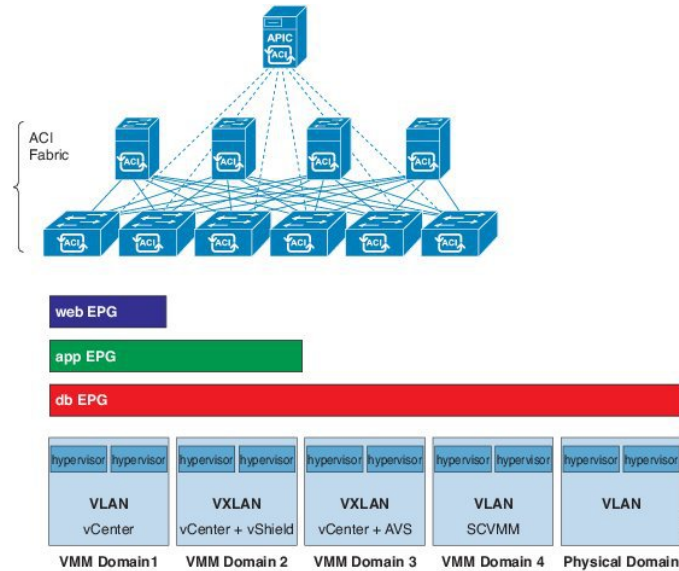 APIC
ACI
ACI
Fabric
ACI ACI ACI ACI
ACI ACI ACI ACI ACI ACI
web EPG
app EPG
db EPG
hypervisor hypervisor hypervisor hypervisor hypervisor hypervisor hypervisor hypervisor hypervisor hypervisor
VLAN VXLAN VXLAN VLAN VLAN
vCenter vCenter + vShield vCenter + AVS SCVMM
VMM Domain1 VMM Domain 2 VMM Domain 3 VMM Domain 4 Physical Domain